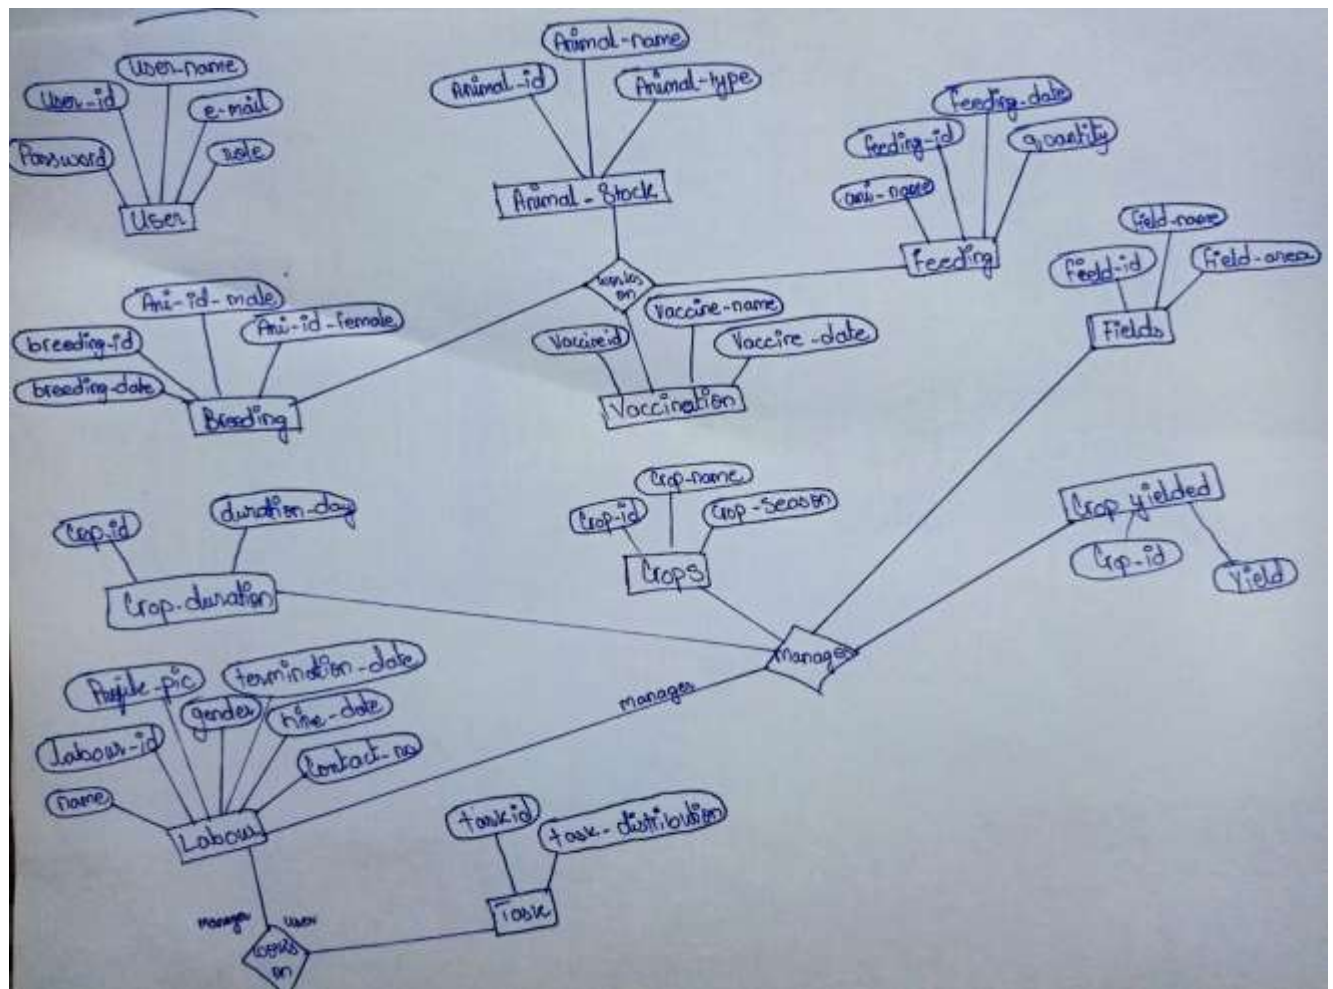 User-name
User-id
e-mail
Password
role
User
Animal-name
Animal-id
Animal-type
Animal-Stock
feeding-date
feeding-id
quantity
ani-name
feeding
works
on
field-name
field-id
field-area
Fields
Ani-id-male
Ani-id-female
breeding-id
breeding-date
Breeding
Vaccine-name
Vaccineid
Vaccine-date
Vaccination
Crop-id
duration-day
Crop-duration
Crop-name
Crop-id
Crop-Season
Crops
Crop yielded
Crop-id
Yield
manages
manages
Profile-pic
termination-date
gender
hire-date
labour-id
Contact-no
name
Labour
taskid
task-distribution
Task
manager user
works
on